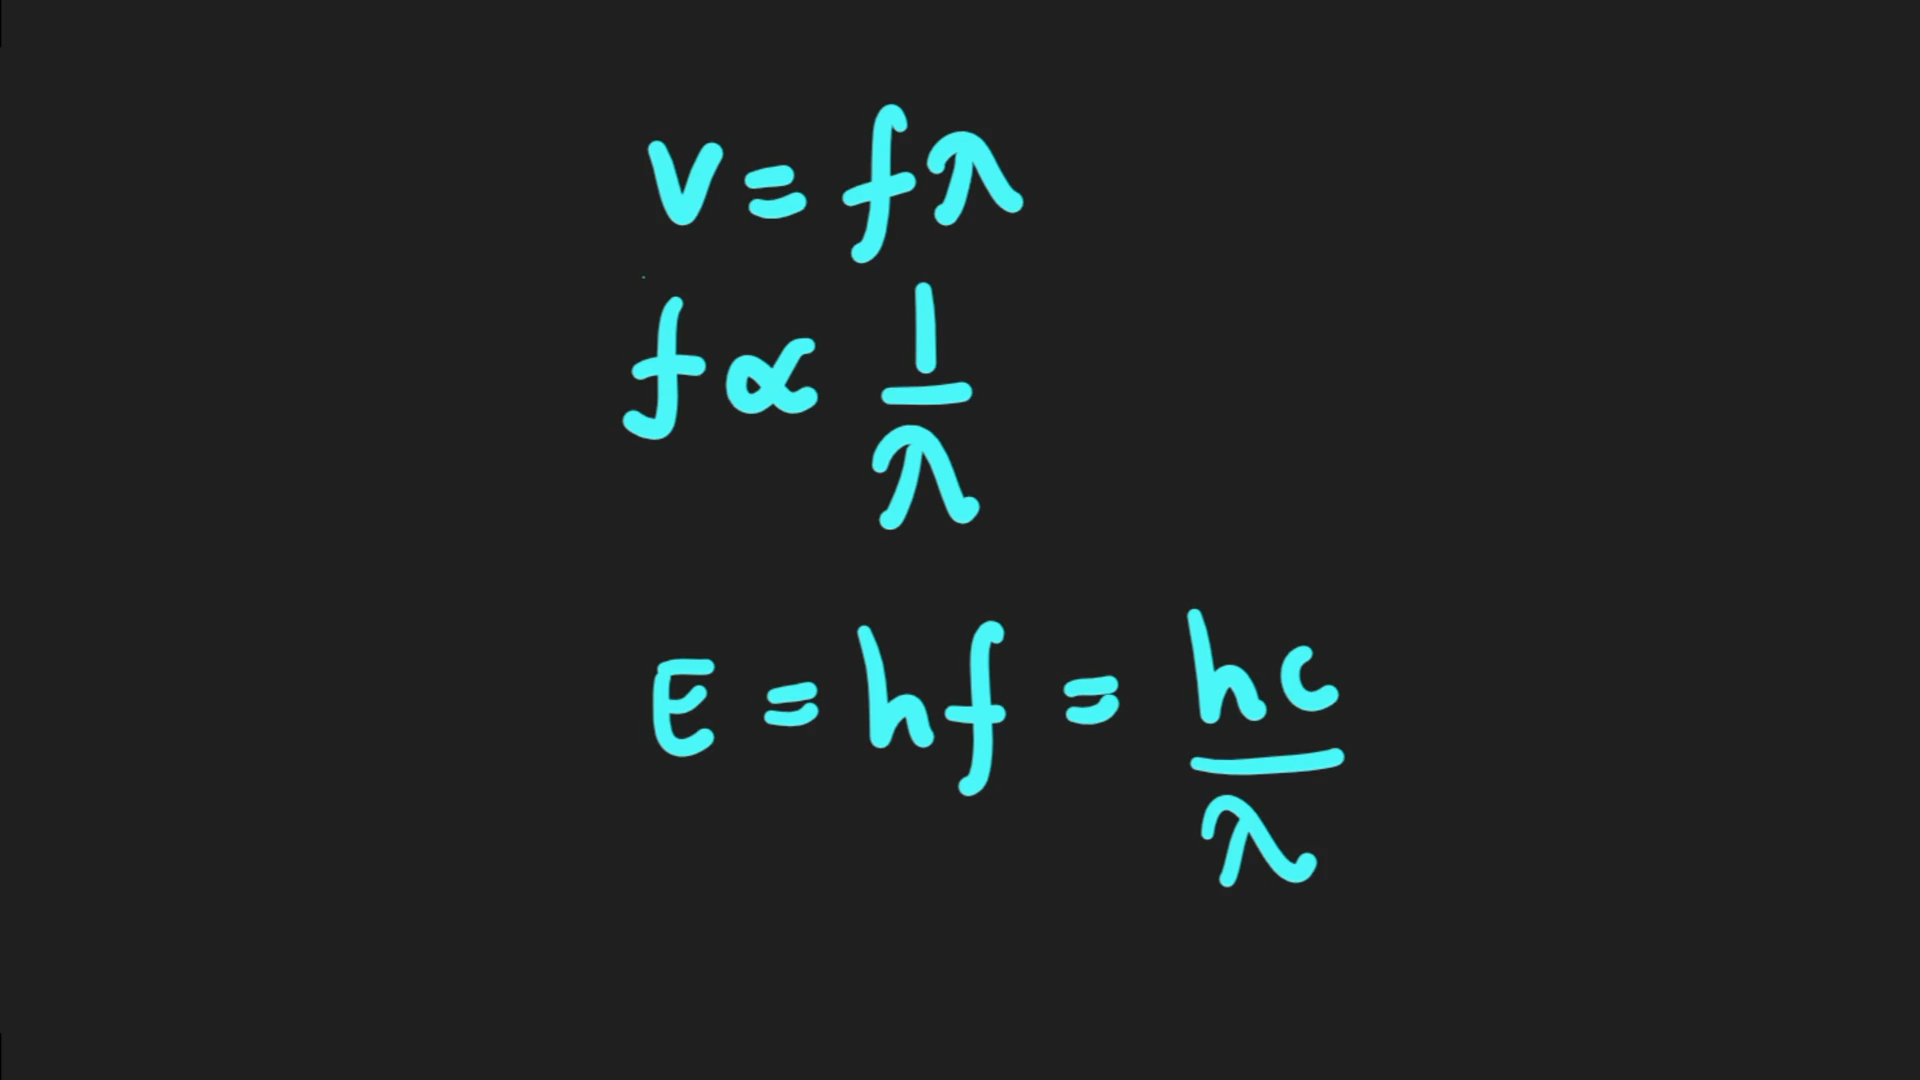 v = fλ
f ∝ 1/λ
E = hf = hc/λ